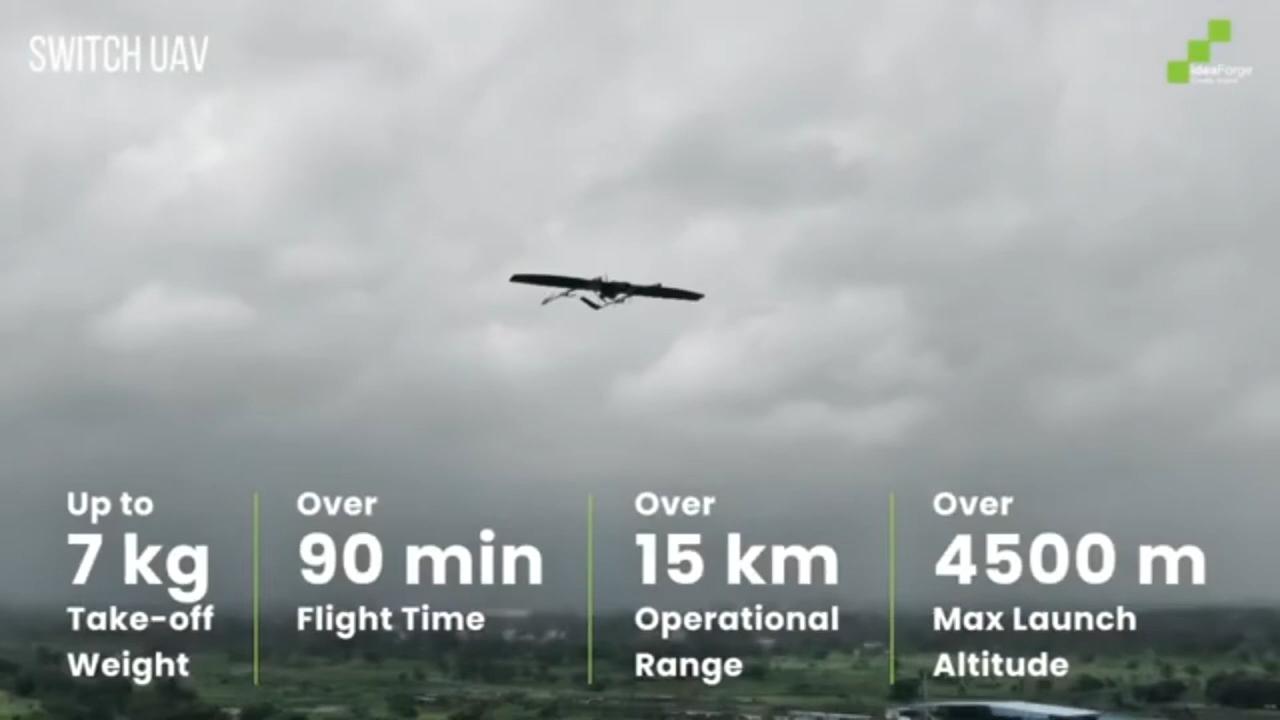 SWITCH UAV
ideaForge
Up to
7 kg
Take-off
Weight
Over
90 min
Flight Time
Over
15 km
Operational
Range
Over
4500 m
Max Launch
Altitude